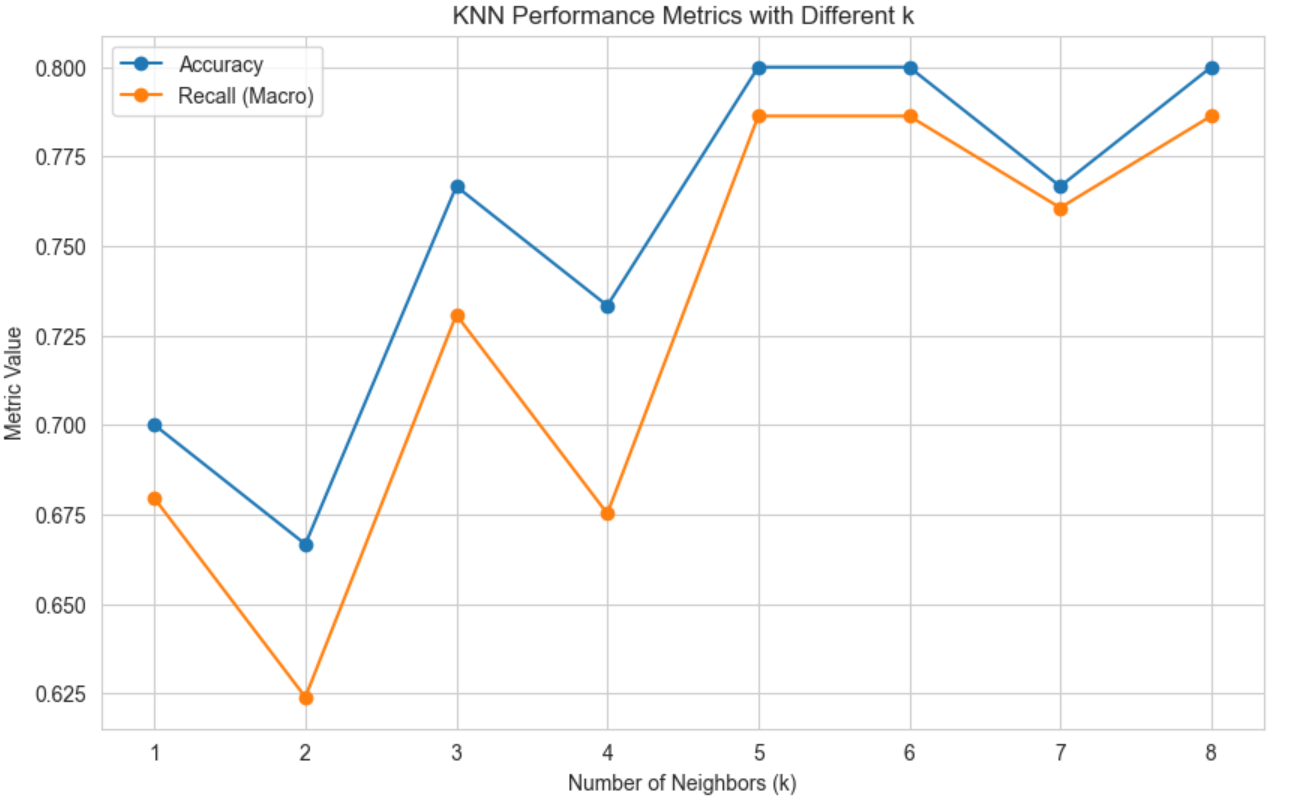 KNN Performance Metrics with Different k
Accuracy
Recall (Macro)
0.800
0.775
0.750
0.725
0.700
0.675
0.650
0.625
Metric Value
1 2 3 4 5 6 7 8
Number of Neighbors (k)